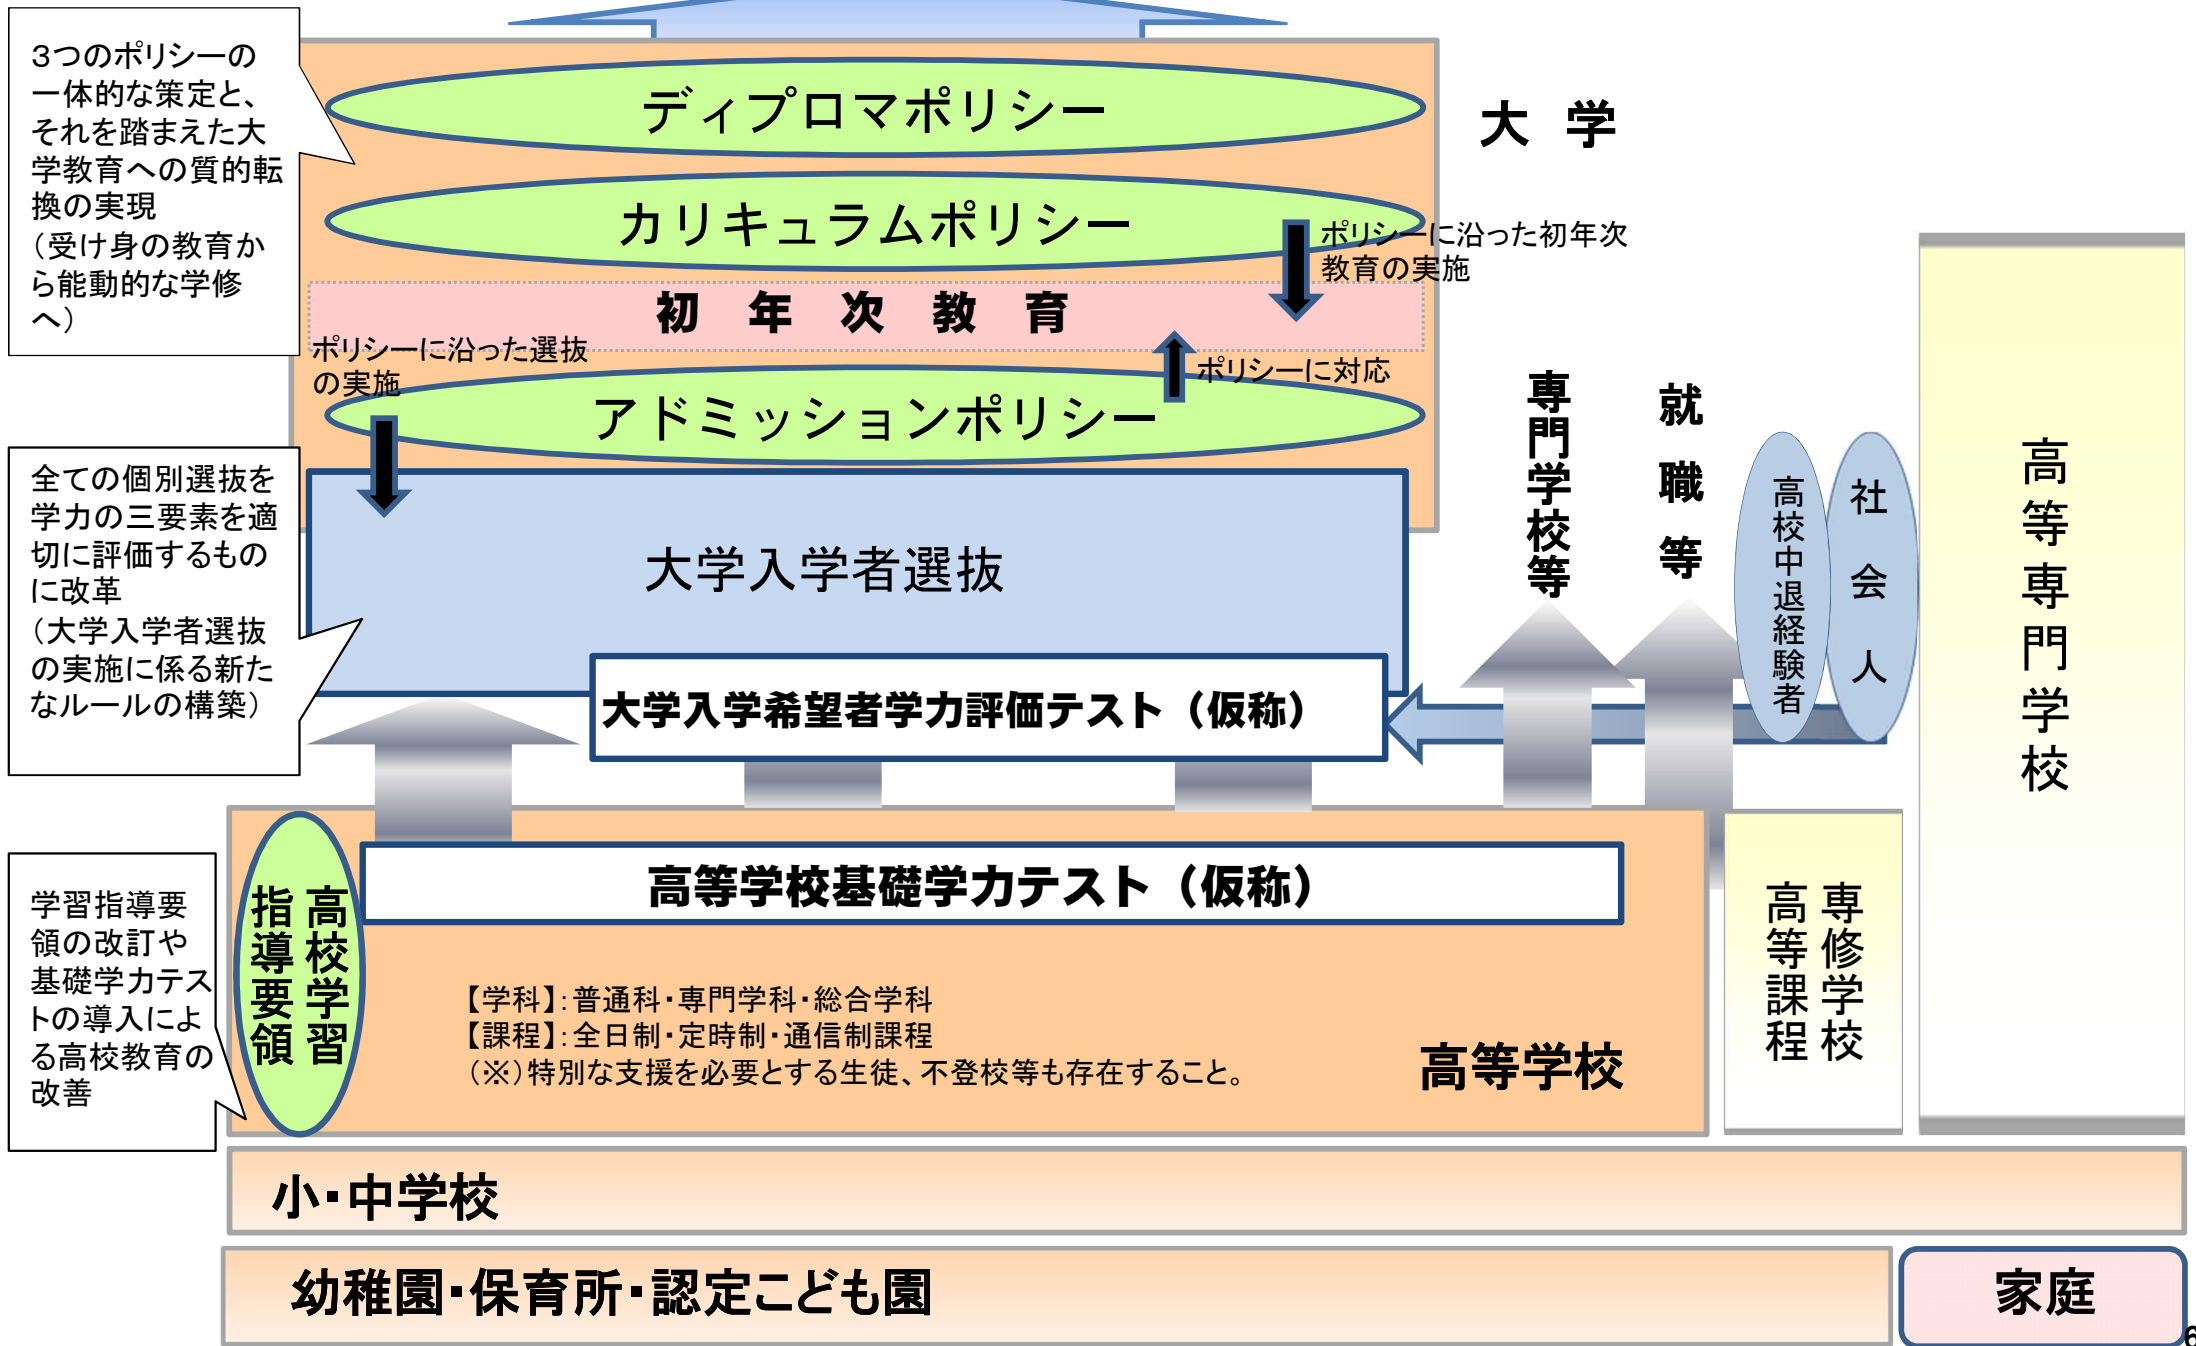 3つのポリシーの
一体的な策定と、
それを踏まえた大
学教育への質的転
換の実現
（受け身の教育か
ら能動的な学修
へ）
ディプロマポリシー
大 学
カリキュラムポリシー
ポリシーに沿った初年次
教育の実施
初 年 次 教 育
ポリシーに沿った選抜
の実施
ポリシーに対応
アドミッションポリシー
全ての個別選抜を
学力の三要素を適
切に評価するもの
に改革
（大学入学者選抜
の実施に係る新た
なルールの構築）
大学入学者選抜
大学入学希望者学力評価テスト（仮称）
専門学校等
就職等
高校中退経験者
社会人
高等専門学校
学習指導要
領の改訂や
基礎学力テス
トの導入によ
る高校教育の
改善
高校学習
指導要領
高等学校基礎学力テスト（仮称）
【学科】：普通科・専門学科・総合学科
【課程】：全日制・定時制・通信制課程
（※）特別な支援を必要とする生徒、不登校等も存在すること。
高等学校
専修学校
高等課程
小・中学校
幼稚園・保育所・認定こども園
家庭
6